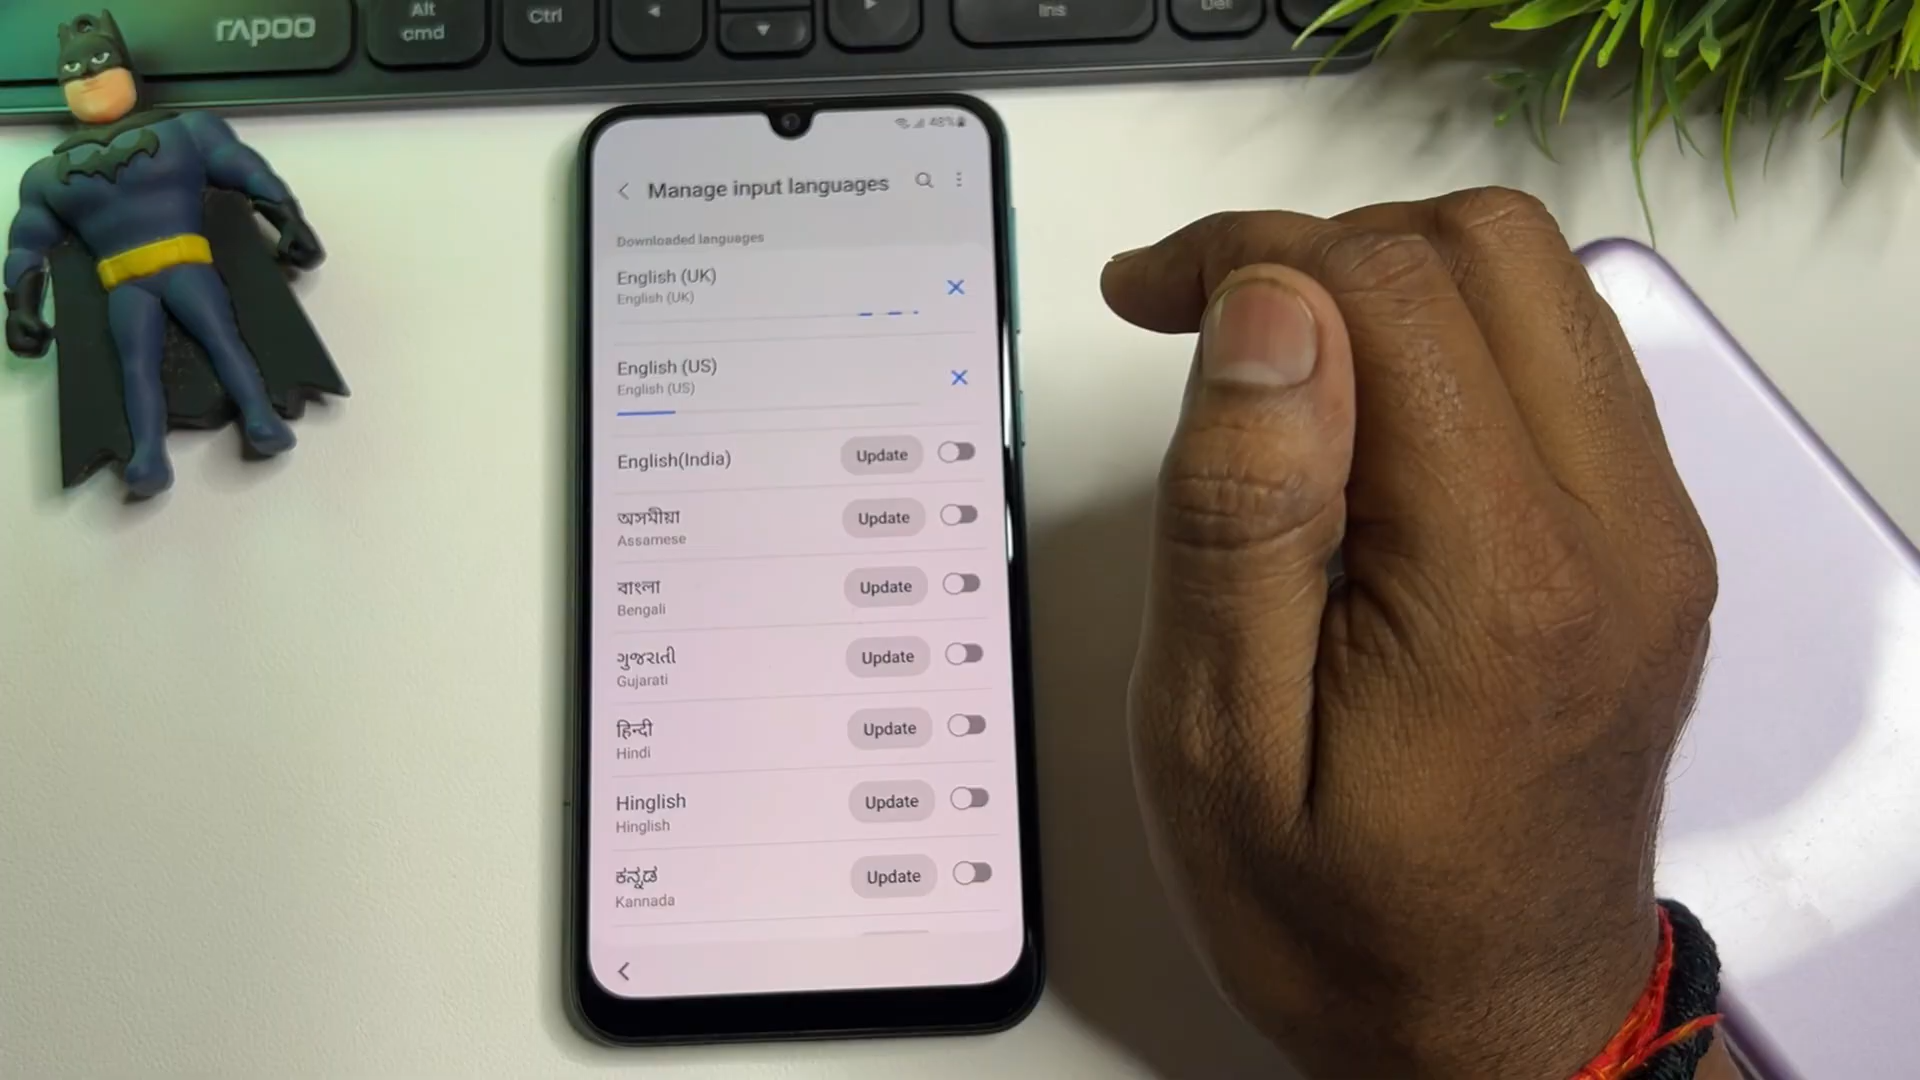 rapoo
Alt
cmd
Ctrl
Ins
Del
48%
Manage input languages
Downloaded languages
English (UK)
English (UK)
English (US)
English (US)
English(India)
Update
অসমীয়া
Update
Assamese
বাংলা
Update
Bengali
ગુજરાતી
Update
Gujarati
हिन्दी
Update
Hindi
Hinglish
Update
Hinglish
ಕನ್ನಡ
Update
Kannada